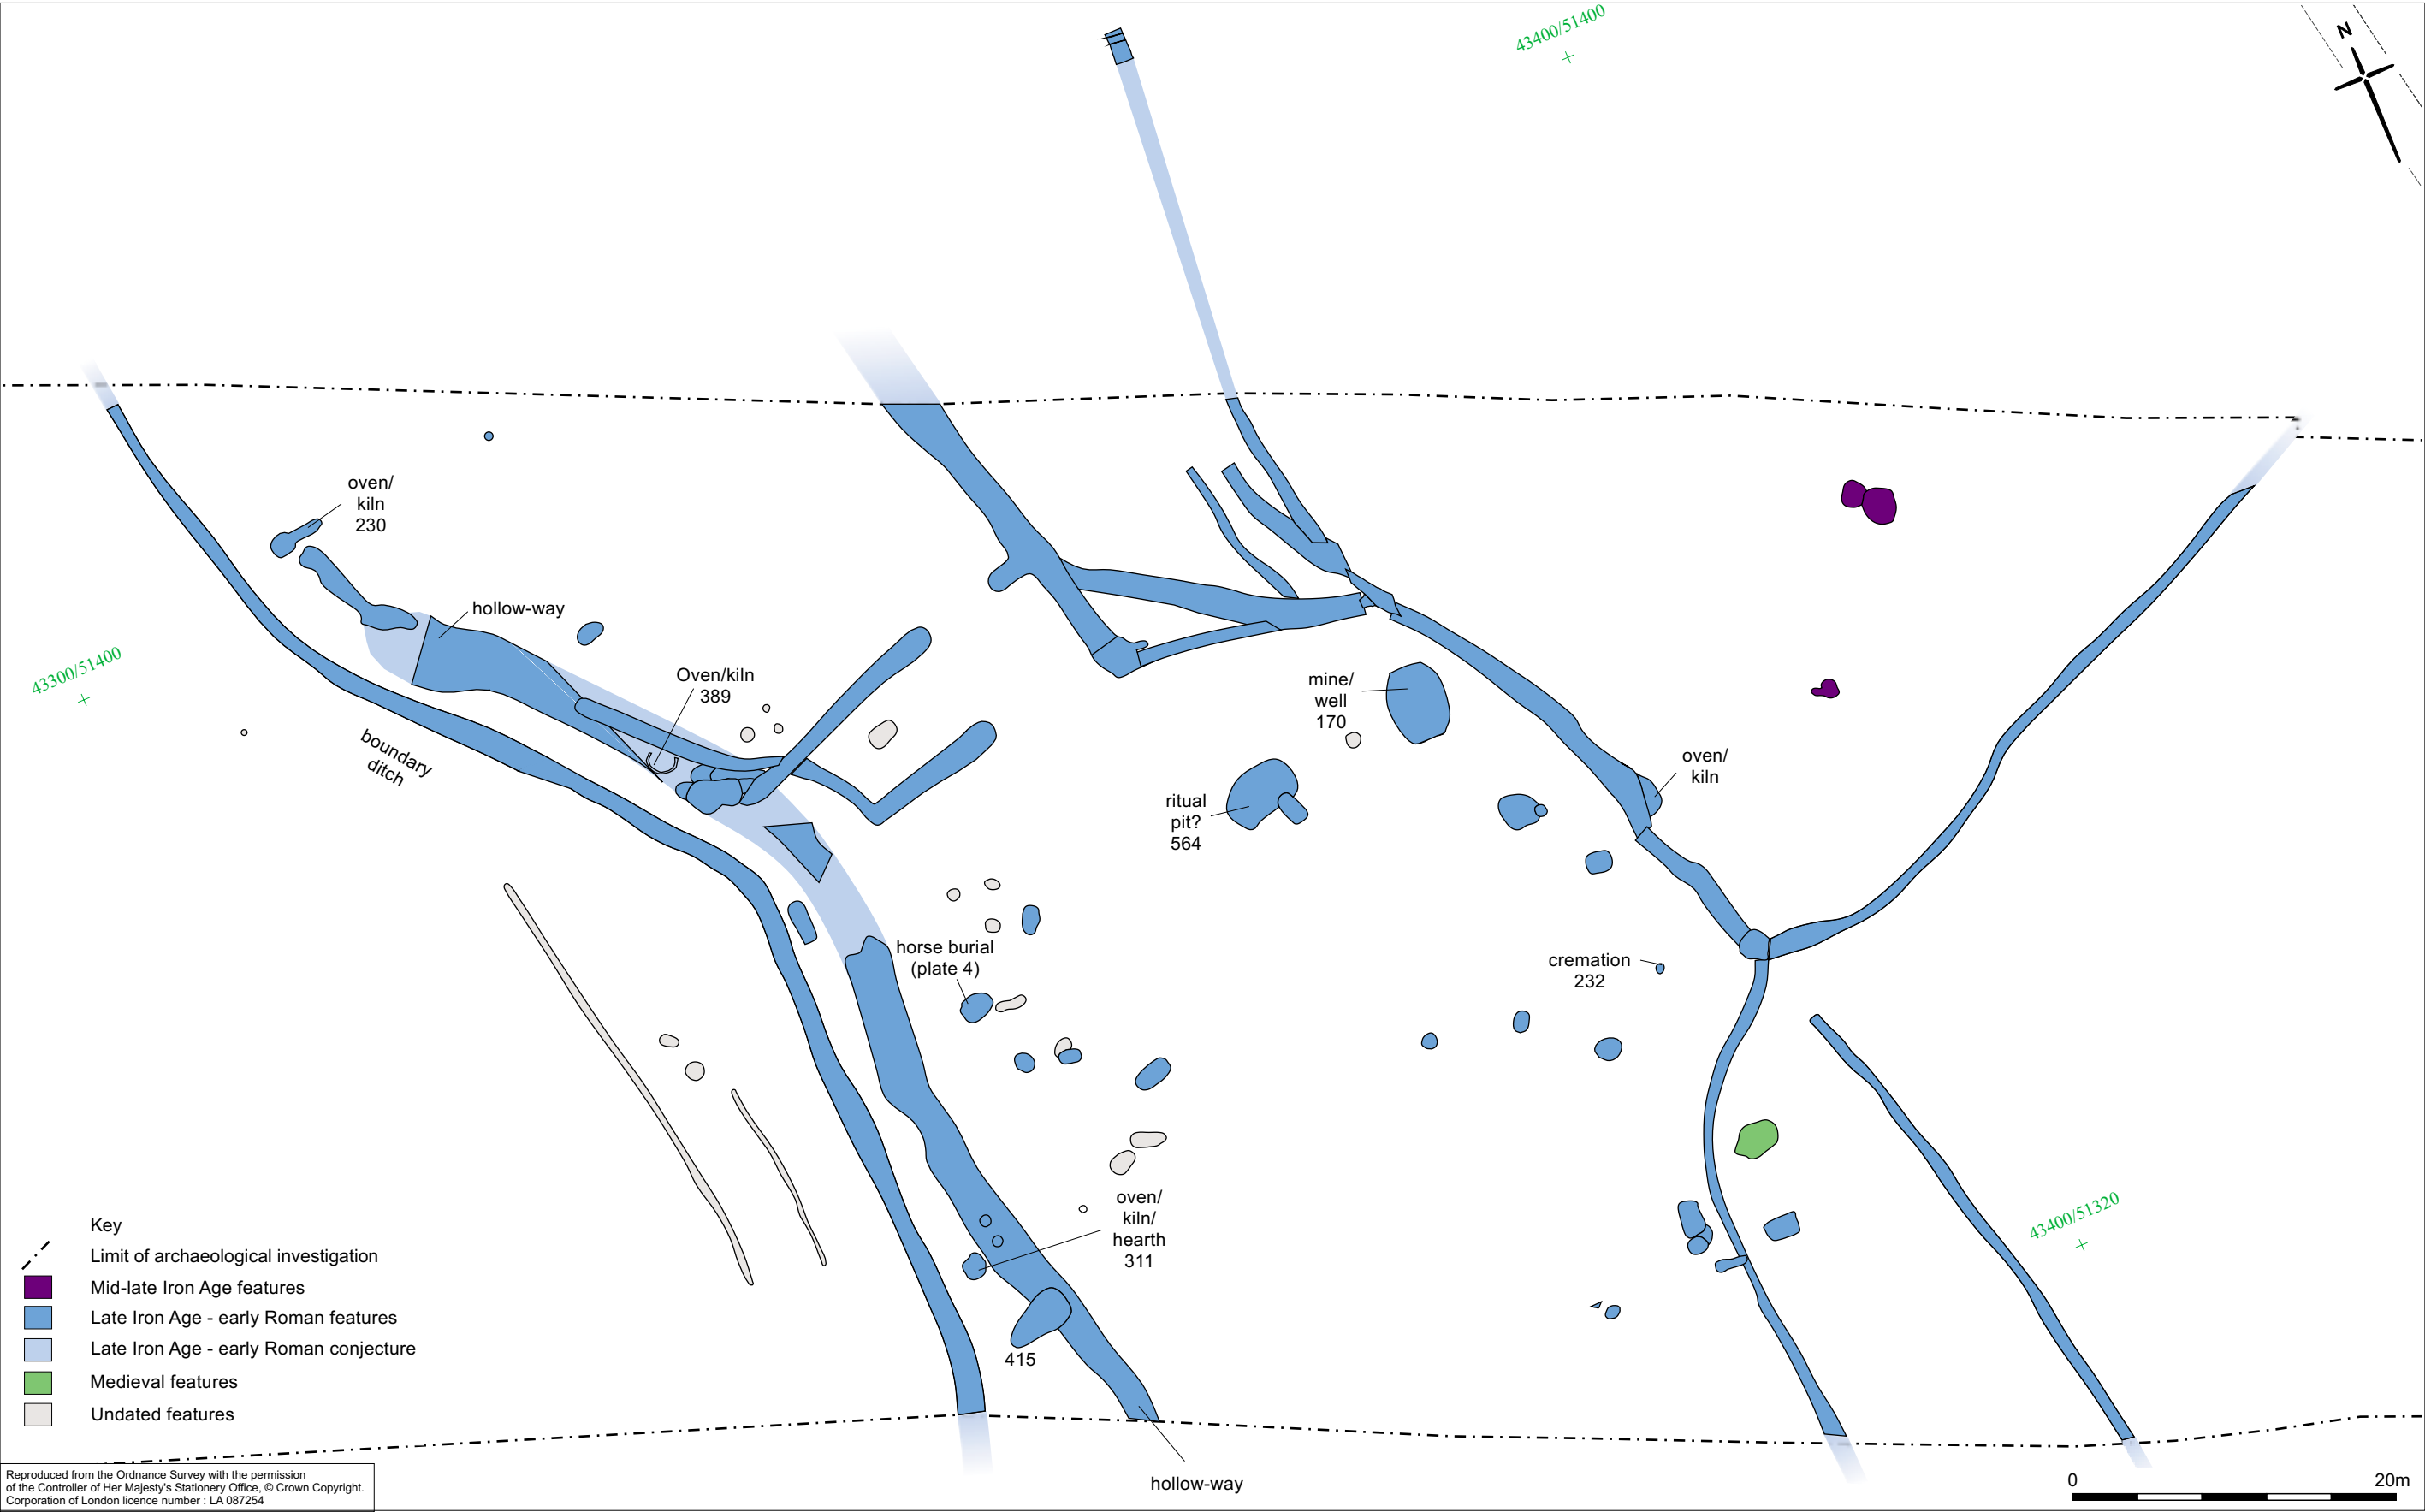 43400/51400
N
oven/
kiln
230
hollow-way
43300/51400
Oven/kiln
389
boundary
ditch
mine/
well
170
oven/
kiln
ritual
pit?
564
horse burial
(plate 4)
cremation
232
oven/
kiln/
hearth
311
43400/51320
415
hollow-way
Key
Limit of archaeological investigation
Mid-late Iron Age features
Late Iron Age - early Roman features
Late Iron Age - early Roman conjecture
Medieval features
Undated features
Reproduced from the Ordnance Survey with the permission
of the Controller of Her Majesty's Stationery Office, © Crown Copyright.
Corporation of London licence number : LA 087254
0 20m